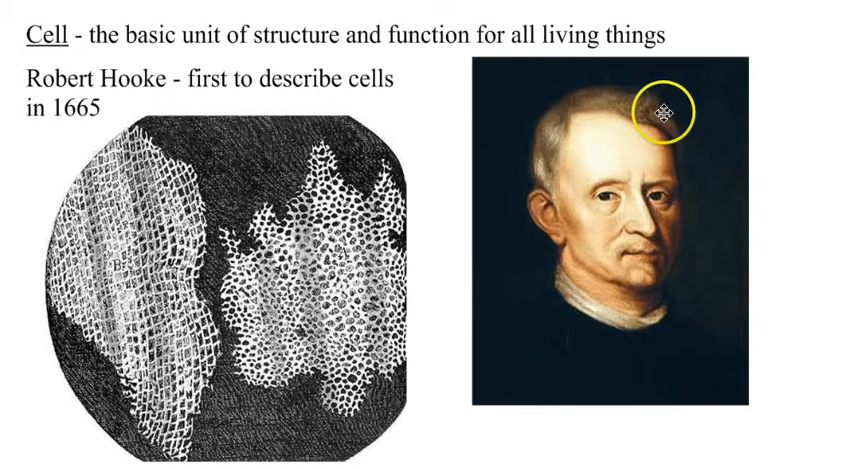 Cell - the basic unit of structure and function for all living things
Robert Hooke - first to describe cells
in 1665